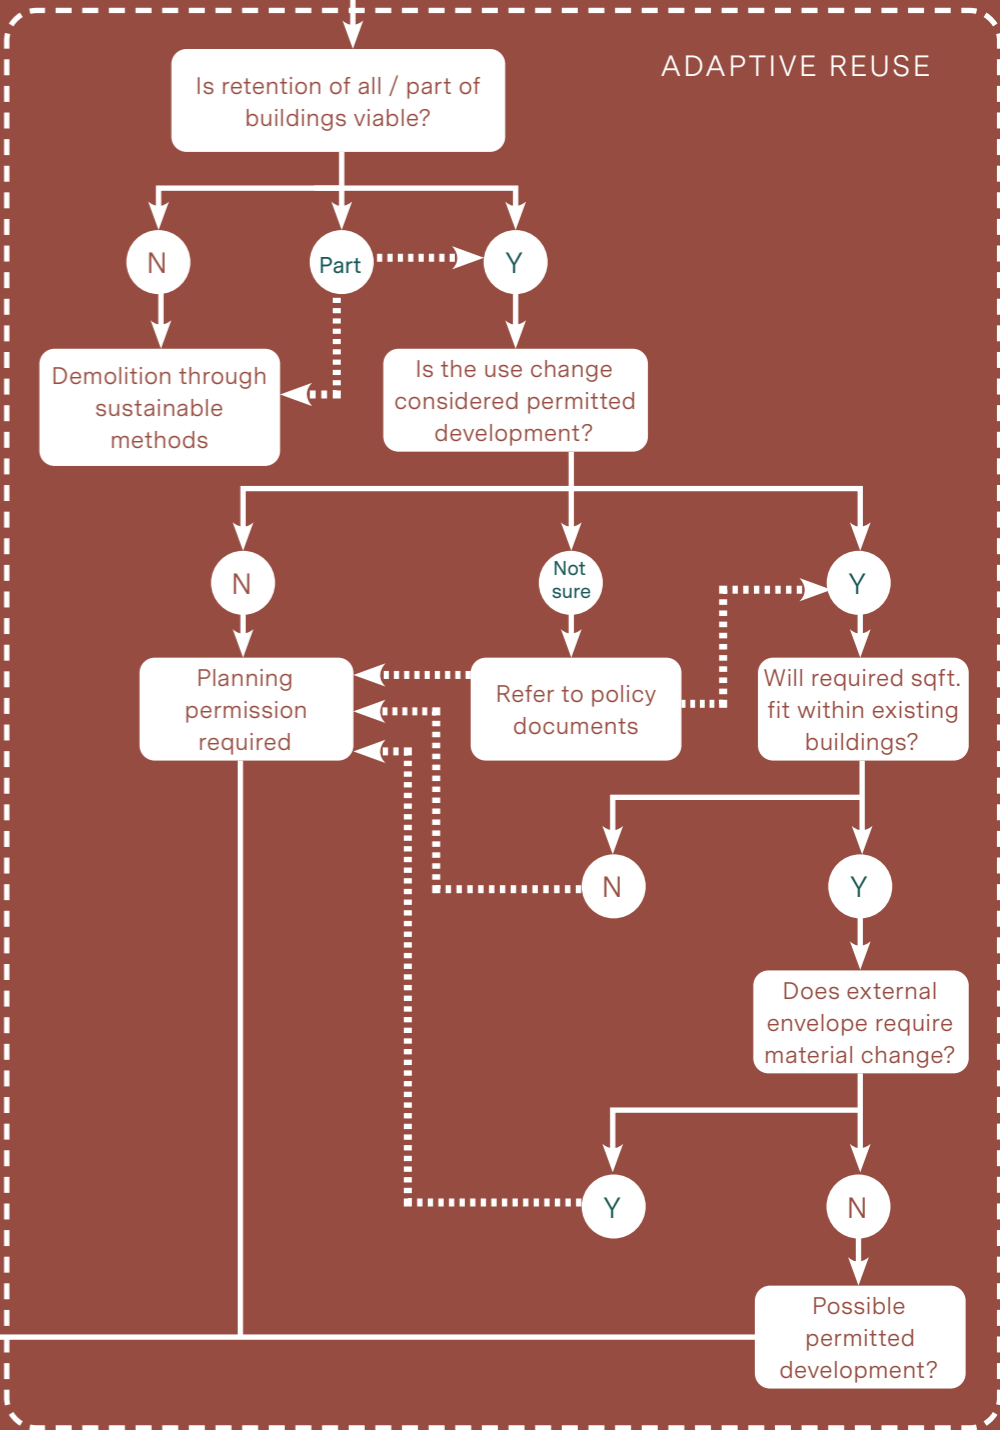 ADAPTIVE REUSE
Is retention of all / part of
buildings viable?
N
Part
Y
Demolition through
sustainable
methods
Is the use change
considered permitted
development?
N
Not
sure
Y
Planning
permission
required
Refer to policy
documents
Will required sqft.
fit within existing
buildings?
N
Y
Does external
envelope require
material change?
Y
N
Possible
permitted
development?